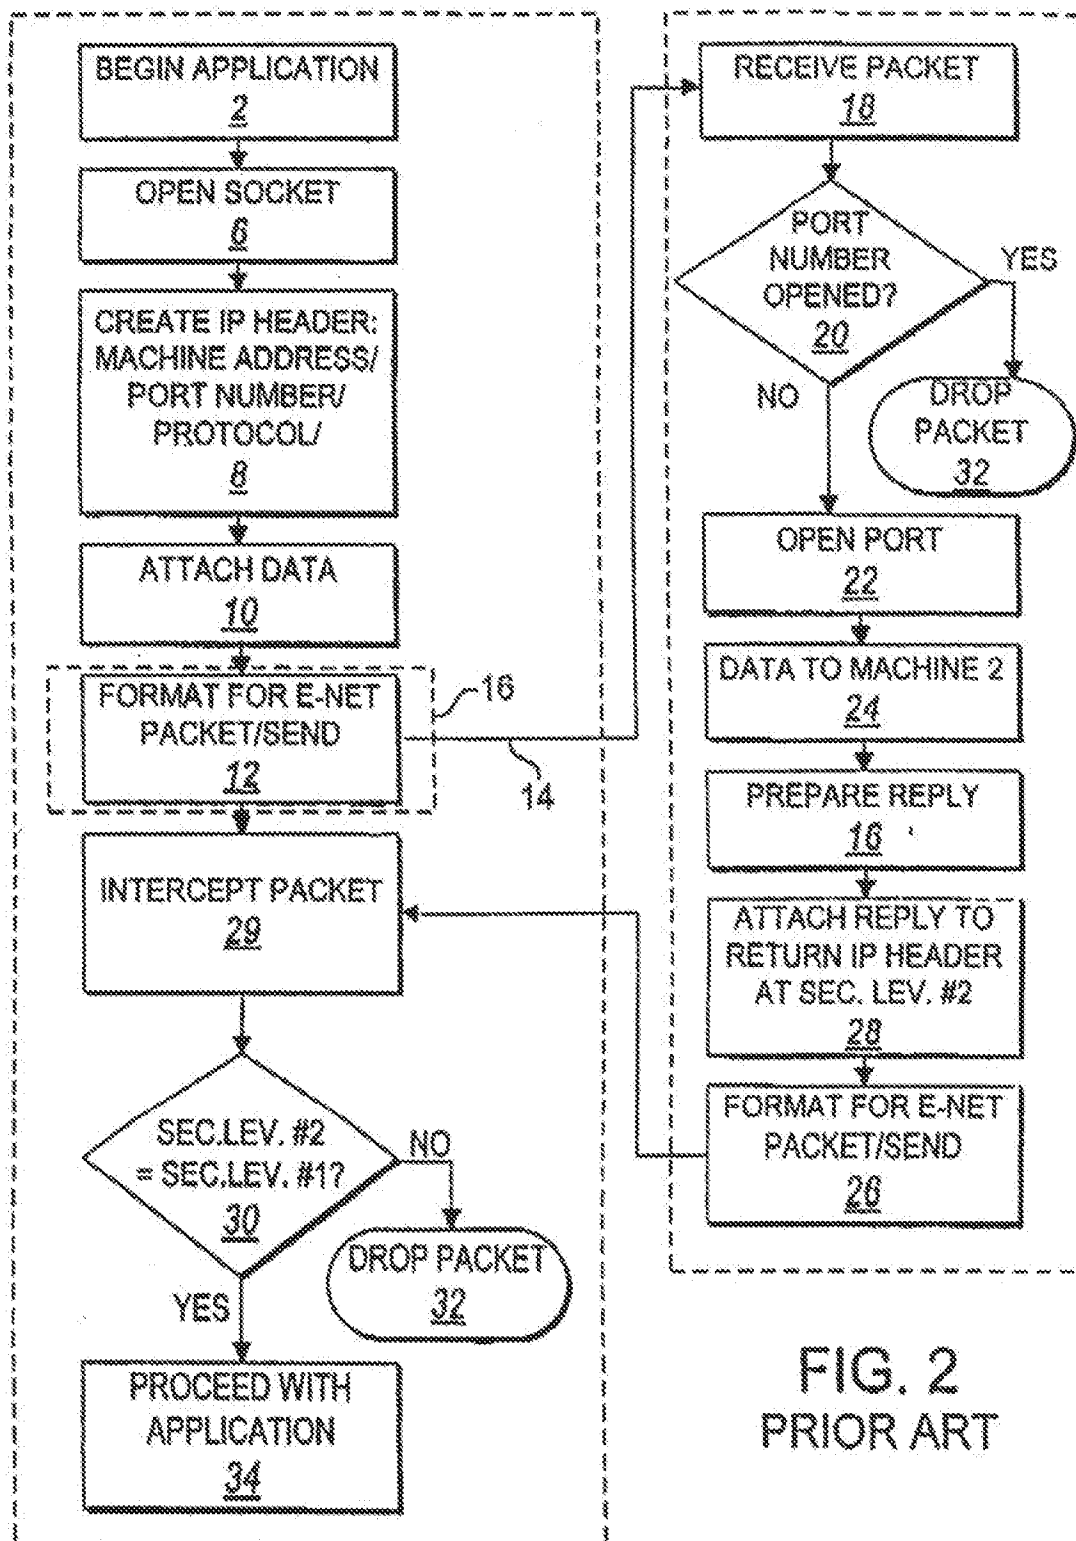 BEGIN APPLICATION
2
OPEN SOCKET
6
CREATE IP HEADER:
MACHINE ADDRESS/
PORT NUMBER/
PROTOCOL/
8
ATTACH DATA
10
FORMAT FOR E-NET
PACKET/SEND
12
16
14
INTERCEPT PACKET
29
SEC.LEV. #2
= SEC.LEV. #1?
30
NO
DROP PACKET
32
YES
PROCEED WITH
APPLICATION
34
RECEIVE PACKET
18
PORT
NUMBER
OPENED?
20
YES
NO
DROP
PACKET
32
OPEN PORT
22
DATA TO MACHINE 2
24
PREPARE REPLY
16
ATTACH REPLY TO
RETURN IP HEADER
AT SEC. LEV. #2
28
FORMAT FOR E-NET
PACKET/SEND
26
FIG. 2
PRIOR ART